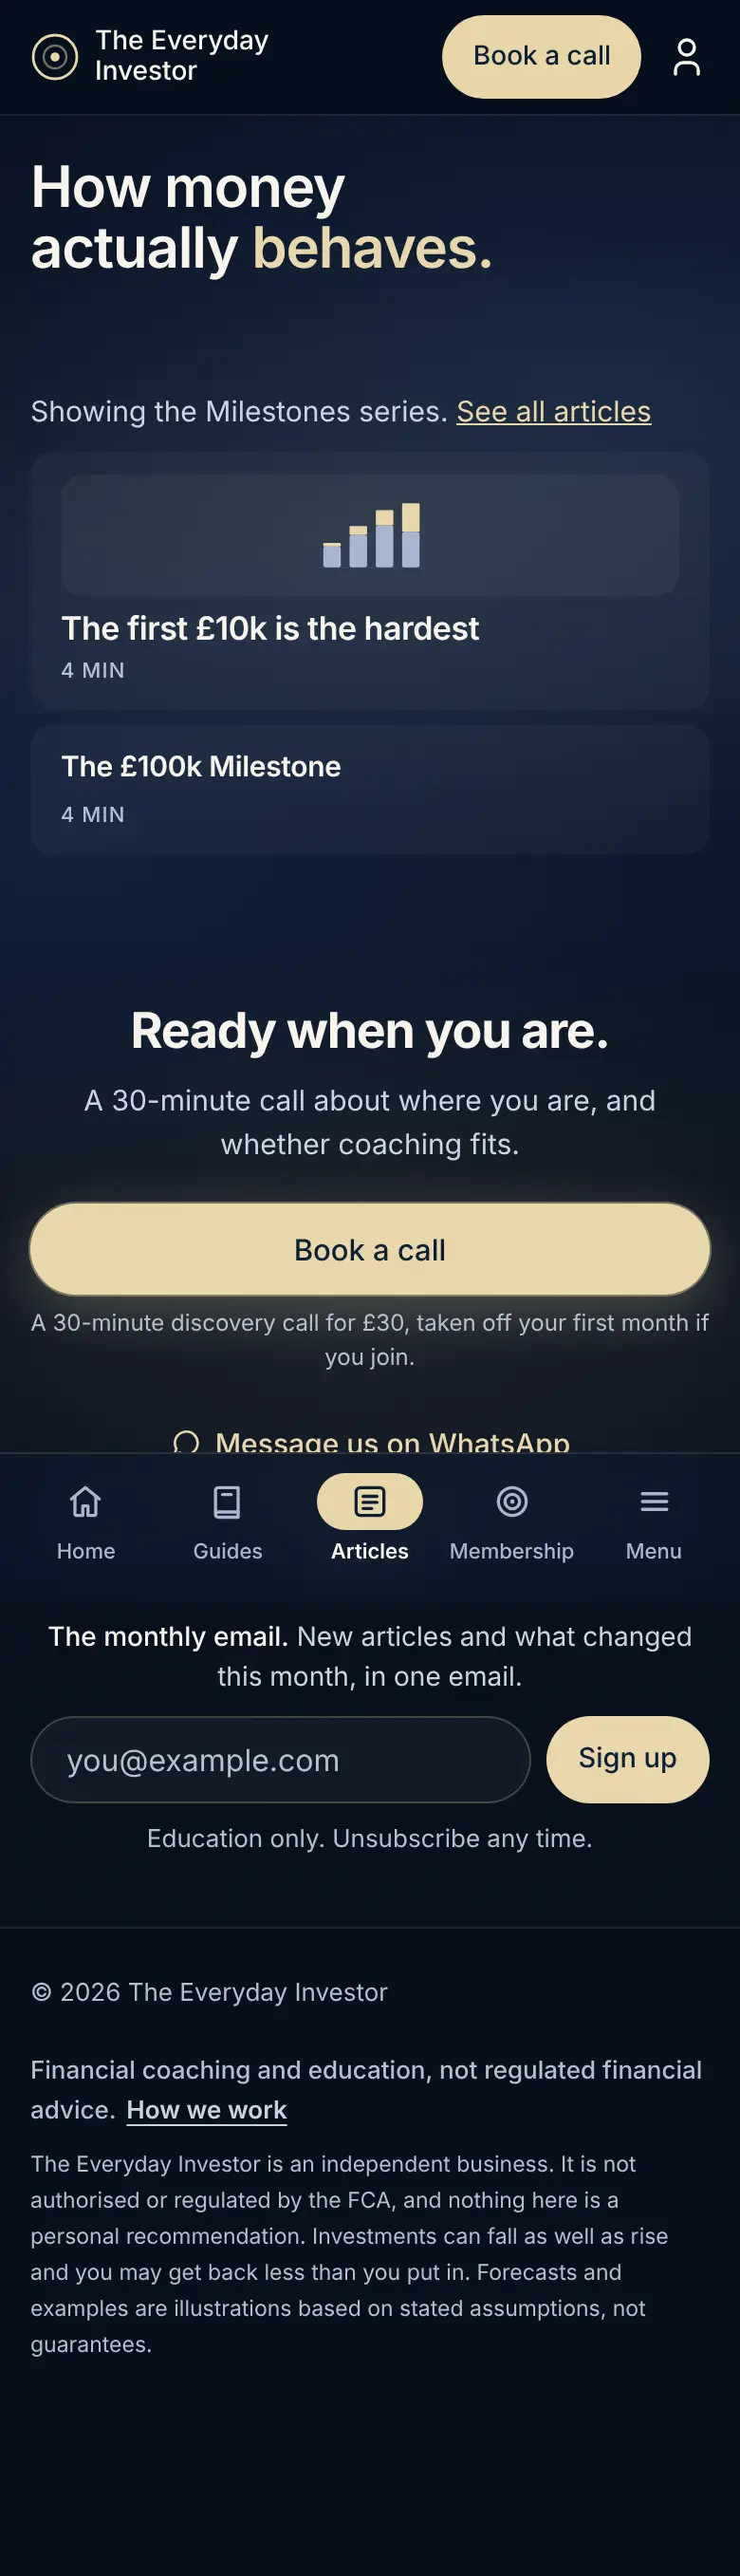 The Everyday
Investor
Book a call
How money
actually behaves.
Showing the Milestones series. See all articles
The first £10k is the hardest
4 MIN
The £100k Milestone
4 MIN
Ready when you are.
A 30-minute call about where you are, and
whether coaching fits.
Book a call
A 30-minute discovery call for £30, taken off your first month if
you join.
Message us on WhatsApp
Home
Guides
Articles
Membership
Menu
The monthly email. New articles and what changed
this month, in one email.
you@example.com
Sign up
Education only. Unsubscribe any time.
© 2026 The Everyday Investor
Financial coaching and education, not regulated financial
advice. How we work
The Everyday Investor is an independent business. It is not
authorised or regulated by the FCA, and nothing here is a
personal recommendation. Investments can fall as well as rise
and you may get back less than you put in. Forecasts and
examples are illustrations based on stated assumptions, not
guarantees.